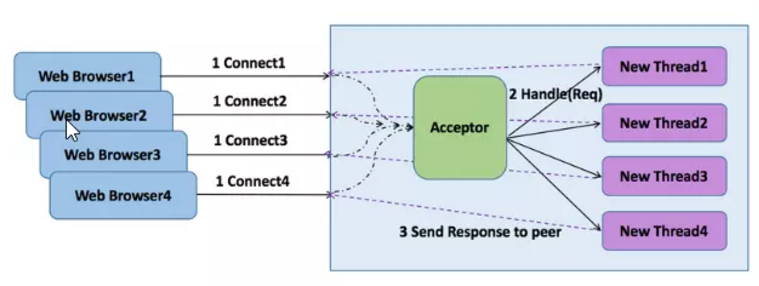 Web Browser1
Web Browser2
Web Browser3
Web Browser4
1 Connect1
1 Connect2
1 Connect3
1 Connect4
Acceptor
2 Handle(Req)
New Thread1
New Thread2
New Thread3
New Thread4
3 Send Response to peer